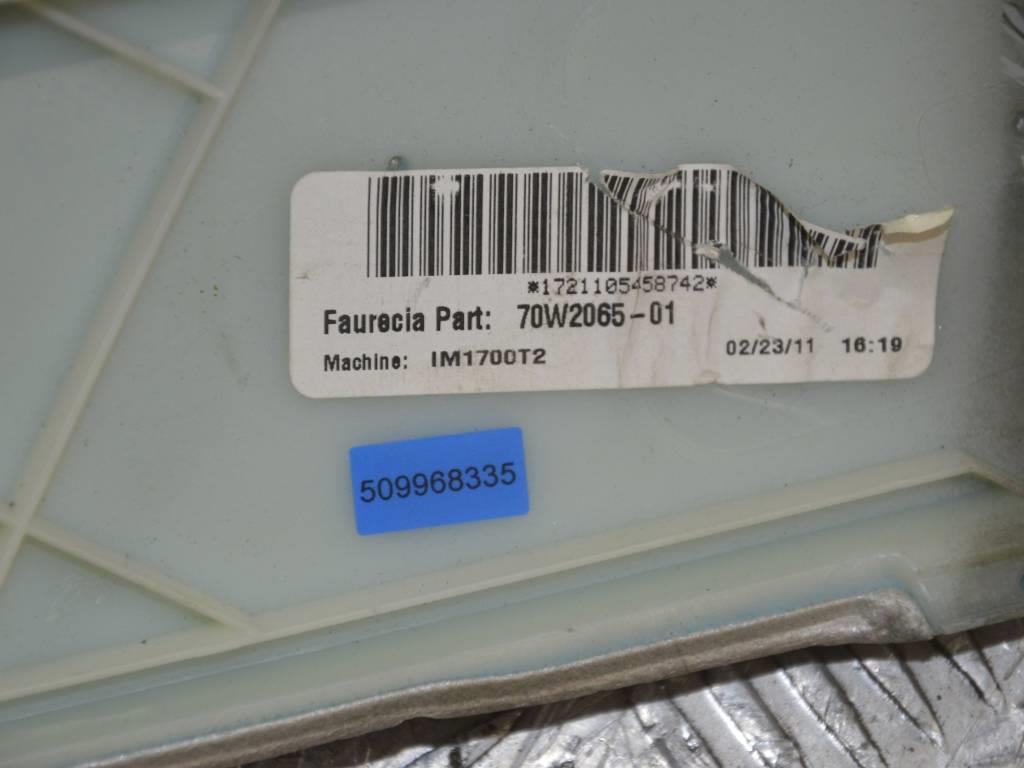 *1721105458742*
Faurecia Part: 70W2065-01
Machine: IM1700T2 02/23/11 16:19
509968335